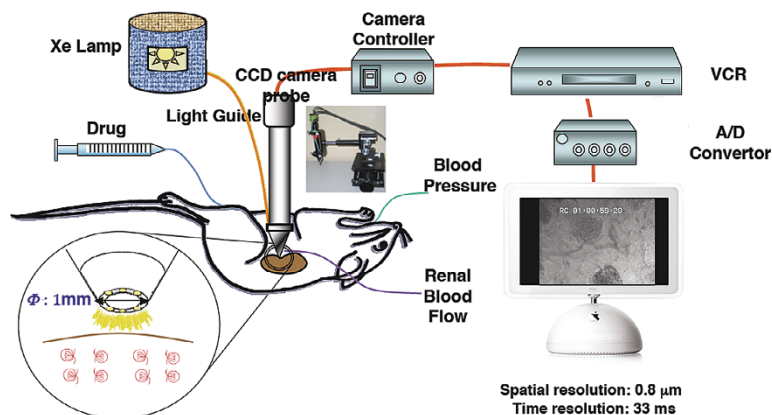 Xe Lamp
Camera
Controller
VCR
CCD camera
probe
Light Guide
Drug
A/D
Convertor
Blood
Pressure
RC:01:00:59:20
Φ: 1mm
Renal
Blood
Flow
Spatial resolution: 0.8 μm
Time resolution: 33 ms